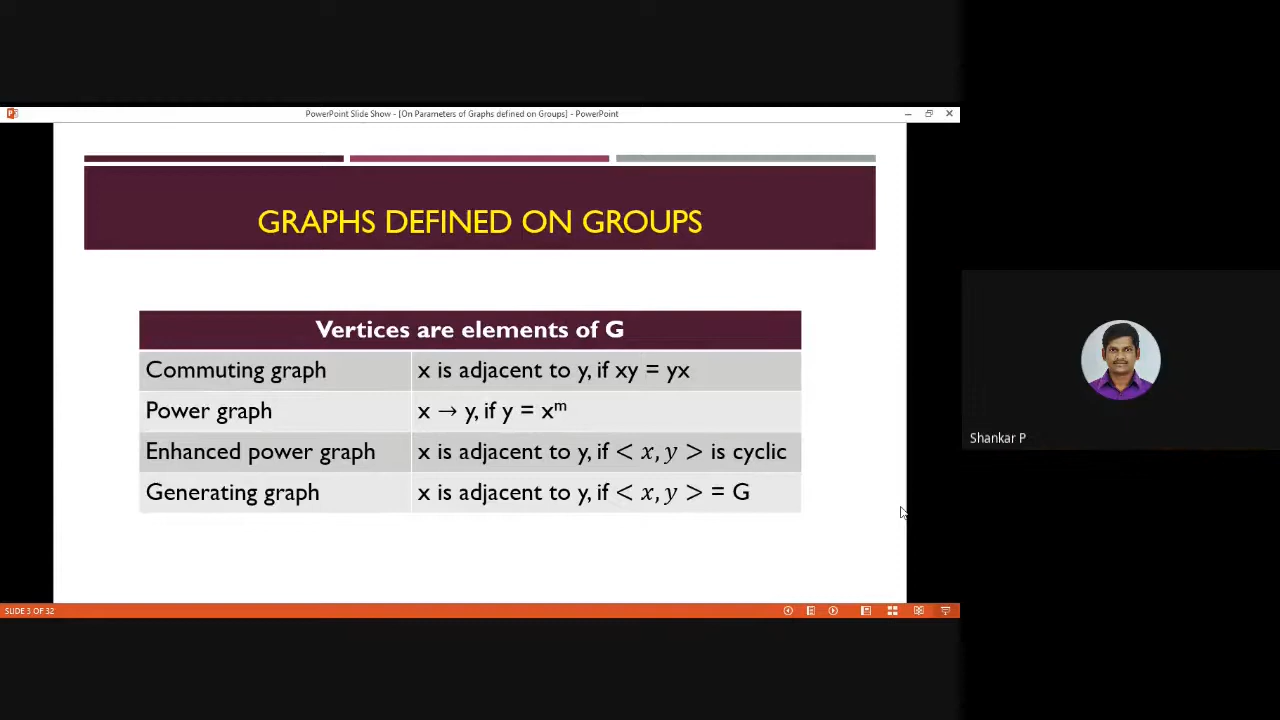 PowerPoint Slide Show - [On Parameters of Graphs defined on Groups] - PowerPoint
GRAPHS DEFINED ON GROUPS
Vertices are elements of G
Commuting graph x is adjacent to y, if xy = yx
Power graph x → y, if y = xᵐ
Enhanced power graph x is adjacent to y, if < 𝑥, 𝑦 > is cyclic
Generating graph x is adjacent to y, if < 𝑥, 𝑦 > = G
Shankar P
SLIDE 3 OF 32